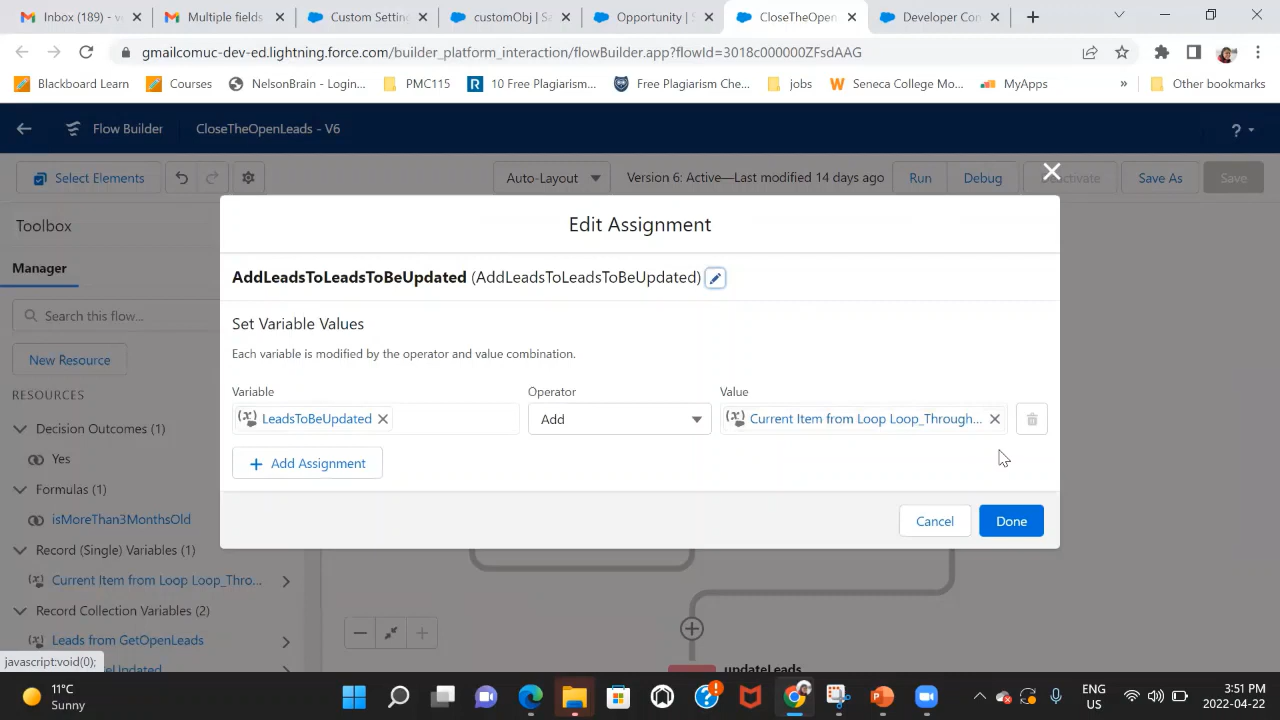 Inbox (189) -
Multiple fields
Custom Settin
customObj | Sa
Opportunity | S
CloseTheOpen
Developer Con
gmailcomuc-dev-ed.lightning.force.com/builder_platform_interaction/flowBuilder.app?flowId=3018c000000ZFsdAAG
Blackboard Learn
Courses
NelsonBrain - Login...
PMC115
10 Free Plagiarism...
Free Plagiarism Che...
jobs
Seneca College Mo...
MyApps
»
Other bookmarks
Flow Builder
CloseTheOpenLeads - V6
?
Select Elements
Auto-Layout
Version 6: Active—Last modified 14 days ago
Run
Debug
Deactivate
Save As
Save
Toolbox
Manager
Search this flow...
New Resource
RESOURCES
Decision Outcomes (1)
Yes
Formulas (1)
isMoreThan3MonthsOld
Record (Single) Variables (1)
Current Item from Loop Loop_Thro...
Record Collection Variables (2)
Leads from GetOpenLeads
javascript:void(0);
Edit Assignment
AddLeadsToLeadsToBeUpdated (AddLeadsToLeadsToBeUpdated)
Set Variable Values
Each variable is modified by the operator and value combination.
Variable
Operator
Value
LeadsToBeUpdated
Add
Current Item from Loop Loop_Through...
+ Add Assignment
Cancel
Done
updateLeads
11°C
Sunny
ENG
US
3:51 PM
2022-04-22